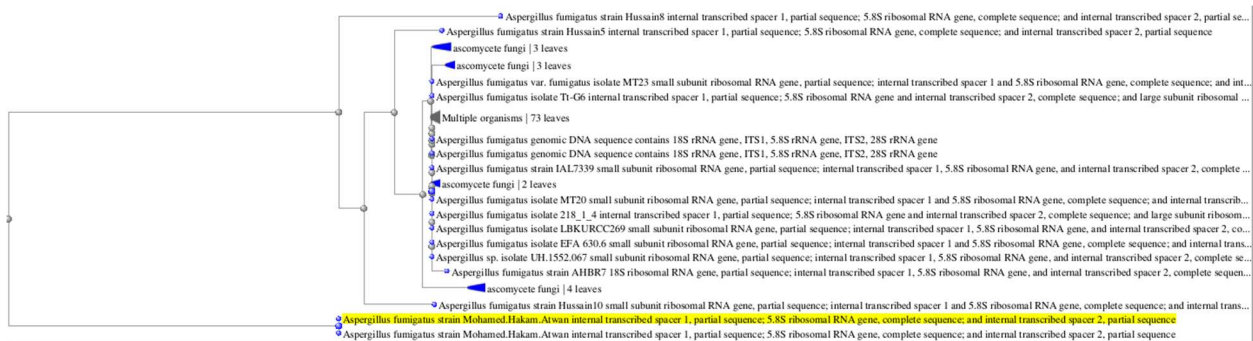 Aspergillus fumigatus strain Hussain8 internal transcribed spacer 1, partial sequence; 5.8S ribosomal RNA gene, complete sequence; and internal transcribed spacer 2, partial se...
Aspergillus fumigatus strain Hussain5 internal transcribed spacer 1, partial sequence; 5.8S ribosomal RNA gene, complete sequence; and internal transcribed spacer 2, partial sequence
ascomycete fungi | 3 leaves
ascomycete fungi | 3 leaves
Aspergillus fumigatus var. fumigatus isolate MT23 small subunit ribosomal RNA gene, partial sequence; internal transcribed spacer 1 and 5.8S ribosomal RNA gene, complete sequence; and int...
Aspergillus fumigatus isolate Tt-G6 internal transcribed spacer 1, partial sequence; 5.8S ribosomal RNA gene and internal transcribed spacer 2, complete sequence; and large subunit ribosomal ...
Multiple organisms | 73 leaves
Aspergillus fumigatus genomic DNA sequence contains 18S rRNA gene, ITS1, 5.8S rRNA gene, ITS2, 28S rRNA gene
Aspergillus fumigatus genomic DNA sequence contains 18S rRNA gene, ITS1, 5.8S rRNA gene, ITS2, 28S rRNA gene
Aspergillus fumigatus strain IAL7339 small subunit ribosomal RNA gene, partial sequence; internal transcribed spacer 1, 5.8S ribosomal RNA gene, and internal transcribed spacer 2, complete ...
ascomycete fungi | 2 leaves
Aspergillus fumigatus isolate MT20 small subunit ribosomal RNA gene, partial sequence; internal transcribed spacer 1 and 5.8S ribosomal RNA gene, complete sequence; and internal transcrib...
Aspergillus fumigatus isolate 218_1_4 internal transcribed spacer 1, partial sequence; 5.8S ribosomal RNA gene and internal transcribed spacer 2, complete sequence; and large subunit ribosom...
Aspergillus fumigatus isolate LBKURCC269 small subunit ribosomal RNA gene, partial sequence; internal transcribed spacer 1, 5.8S ribosomal RNA gene, and internal transcribed spacer 2, co...
Aspergillus fumigatus isolate EFA 630.6 small subunit ribosomal RNA gene, partial sequence; internal transcribed spacer 1 and 5.8S ribosomal RNA gene, complete sequence; and internal trans...
Aspergillus sp. isolate UH.1552.067 small subunit ribosomal RNA gene, partial sequence; internal transcribed spacer 1, 5.8S ribosomal RNA gene, and internal transcribed spacer 2, complete se...
Aspergillus fumigatus strain AHBR7 18S ribosomal RNA gene, partial sequence; internal transcribed spacer 1, 5.8S ribosomal RNA gene, and internal transcribed spacer 2, complete sequen...
ascomycete fungi | 4 leaves
Aspergillus fumigatus strain Hussain10 small subunit ribosomal RNA gene, partial sequence; internal transcribed spacer 1 and 5.8S ribosomal RNA gene, complete sequence; and internal trans...
Aspergillus fumigatus strain Mohamed.Hakam.Atwan internal transcribed spacer 1, partial sequence; 5.8S ribosomal RNA gene, complete sequence; and internal transcribed spacer 2, partial sequence
Aspergillus fumigatus strain Mohamed.Hakam.Atwan internal transcribed spacer 1, partial sequence; 5.8S ribosomal RNA gene, complete sequence; and internal transcribed spacer 2, partial sequence